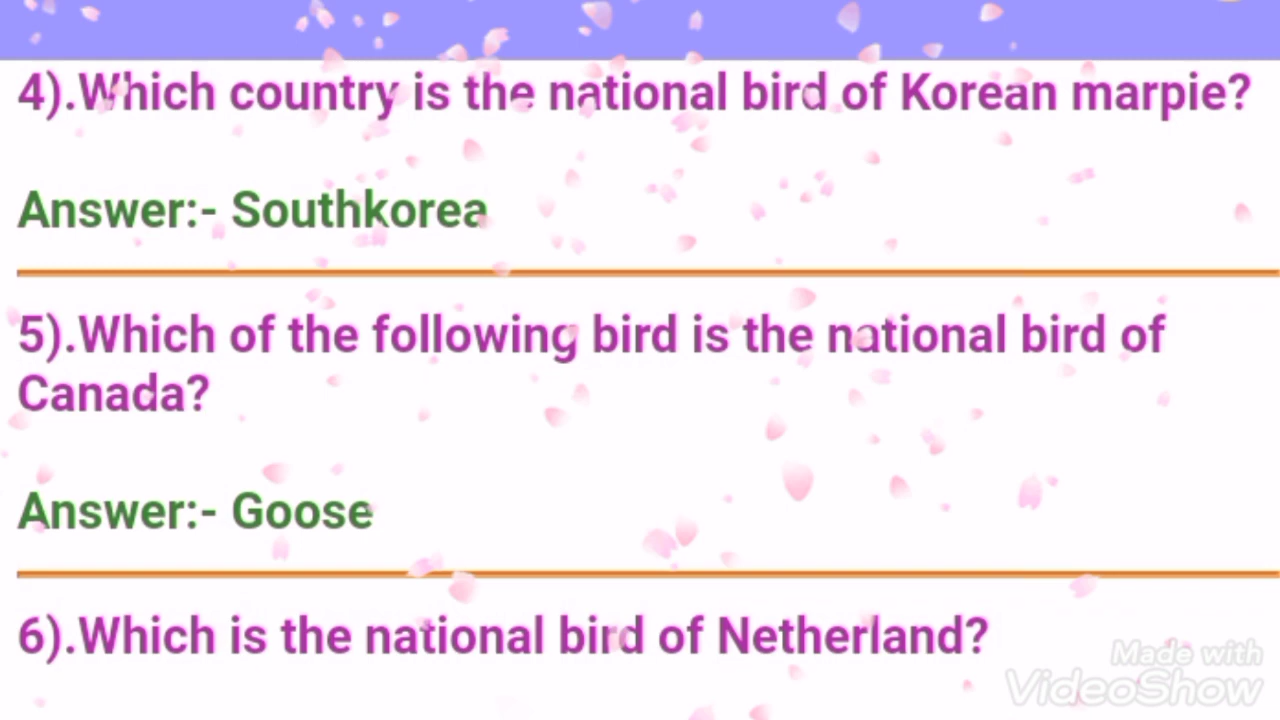 4).Which country is the national bird of Korean marpie?
Answer:- Southkorea
5).Which of the following bird is the national bird of
Canada?
Answer:- Goose
6).Which is the national bird of Netherland?
Made with
VideoShow